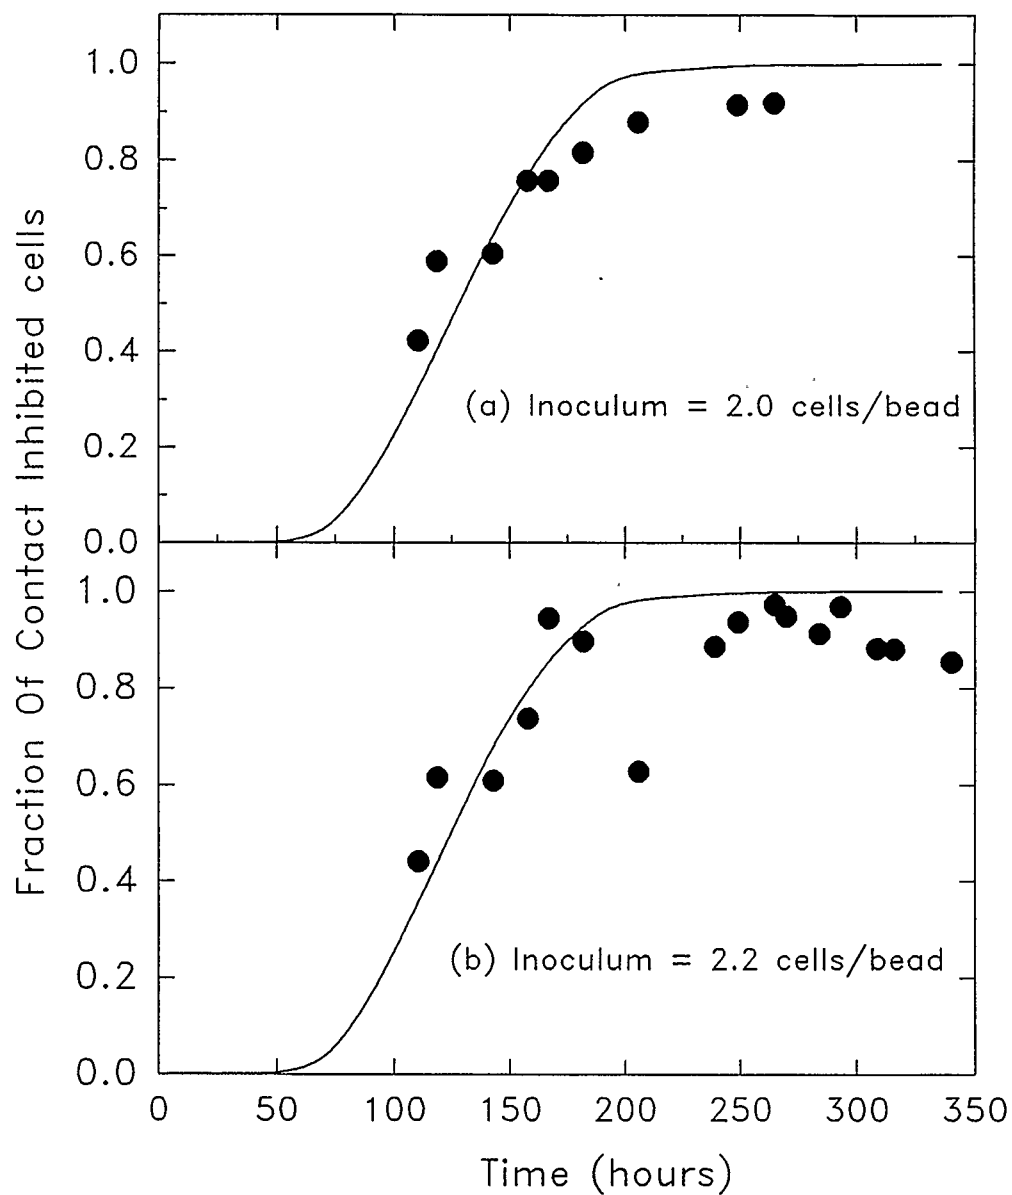 Fraction Of Contact Inhibited cells
1.0
0.8
0.6
0.4
0.2
0.0
(a) Inoculum = 2.0 cells/bead
1.0
0.8
0.6
0.4
0.2
0.0
(b) Inoculum = 2.2 cells/bead
0 50 100 150 200 250 300 350
Time (hours)